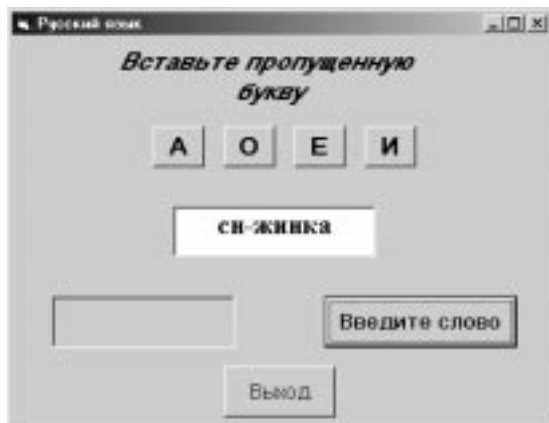 Русский язык
Вставьте пропущенную
букву
А О Е И
сн-жинка
Введите слово
Выход